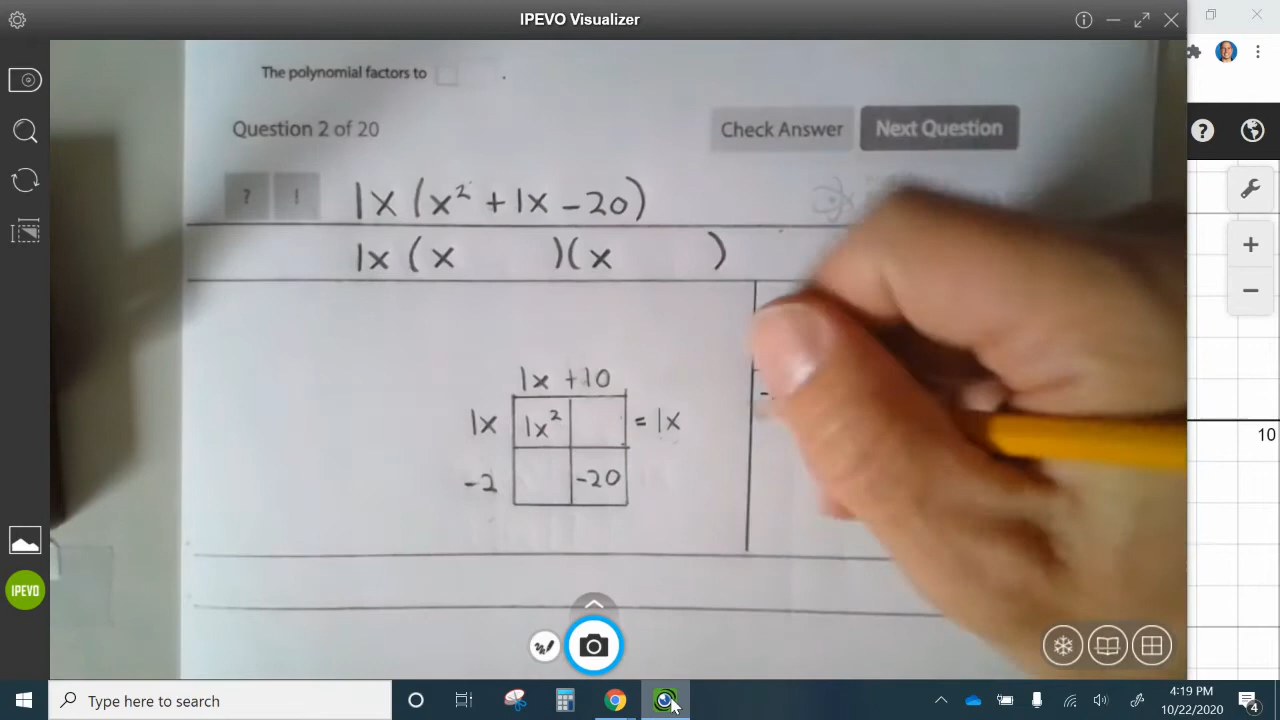 IPEVO Visualizer
The polynomial factors to
Question 2 of 20
Check Answer
Next Question
?
!
1x (x² + 1x - 20)
1x ( x )( x )
1x +10
1x 1x² = 1x
-2 -20
10
IPEVO
Type here to search
4:19 PM
10/22/2020
4